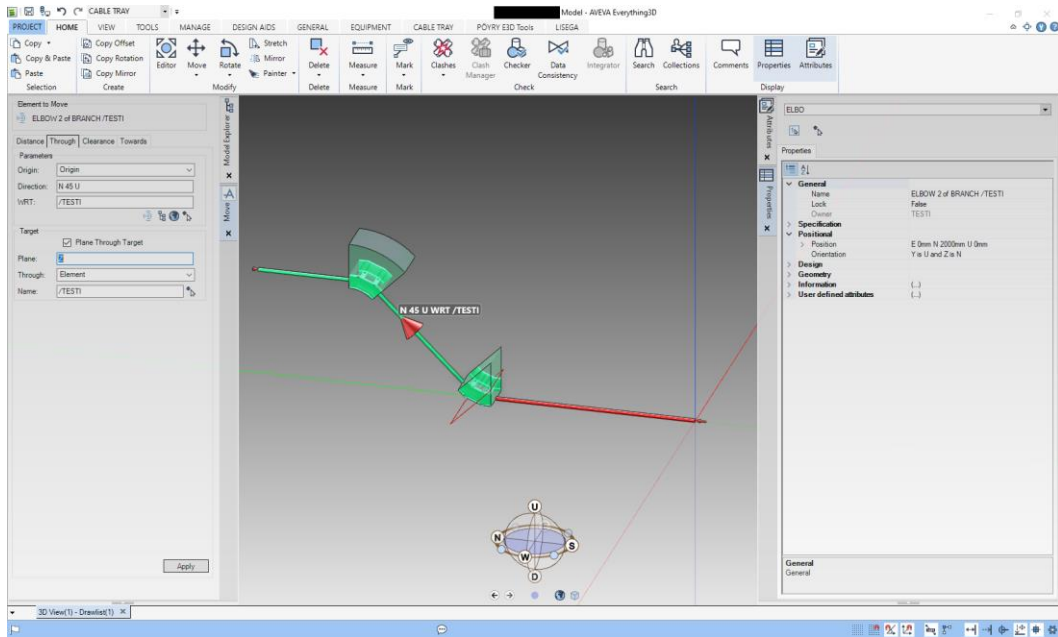 CABLE TRAY
Model - AVEVA Everything3D
PROJECT HOME VIEW TOOLS MANAGE DESIGN AIDS GENERAL EQUIPMENT CABLE TRAY PÖYRY E3D Tools LISEGA
Copy Copy Offset Stretch
Copy & Paste Copy Rotation Mirror
Paste Copy Mirror Painter
Editor Move Rotate Delete Measure Mark Clashes Clash Manager Checker Data Consistency Integrator Search Collections Comments Properties Attributes
Selection Create Modify Delete Measure Mark Check Search Display
Element to Move
ELBOW 2 of BRANCH /TESTI
Distance Through Clearance Towards
Parameters
Origin: Origin
Direction: N 45 U
WRT: /TESTI
Target
Plane Through Target
Plane: Z
Through: Element
Name: /TESTI
Apply
Model Explorer
Move
N 45 U WRT /TESTI
U
N
S
W
D
Attributes
Properties
ELBO
Properties
General
Name ELBOW 2 of BRANCH /TESTI
Lock False
Owner TESTI
Specification
Positional
Position E 0mm N 2000mm U 0mm
Orientation Y is U and Z is N
Design
Geometry
Information (...)
User defined attributes (...)
General
General
3D View(1) - Drawlist(1)